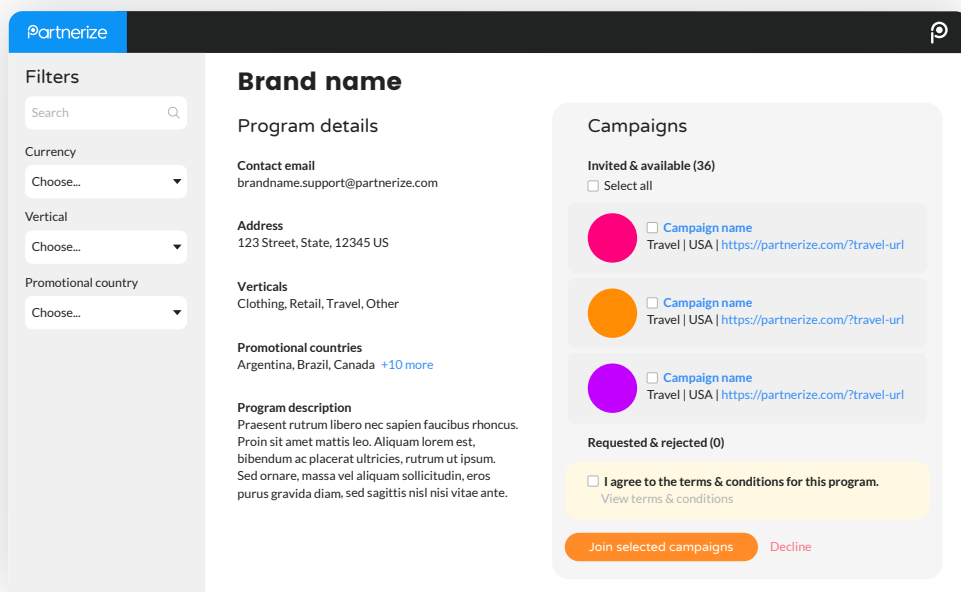 Partnerize
Filters
Search
Currency
Choose...
Vertical
Choose...
Promotional country
Choose...
Brand name
Program details
Contact email
brandname.support@partnerize.com
Address
123 Street, State, 12345 US
Verticals
Clothing, Retail, Travel, Other
Promotional countries
Argentina, Brazil, Canada +10 more
Program description
Praesent rutrum libero nec sapien faucibus rhoncus.
Proin sit amet mattis leo. Aliquam lorem est,
bibendum ac placerat ultricies, rutrum ut ipsum.
Sed ornare, massa vel aliquam sollicitudin, eros
purus gravida diam, sed sagittis nisl nisi vitae ante.
Campaigns
Invited & available (36)
Select all
Campaign name
Travel | USA | https://partnerize.com/?travel-url
Campaign name
Travel | USA | https://partnerize.com/?travel-url
Campaign name
Travel | USA | https://partnerize.com/?travel-url
Requested & rejected (0)
I agree to the terms & conditions for this program.
View terms & conditions
Join selected campaigns
Decline